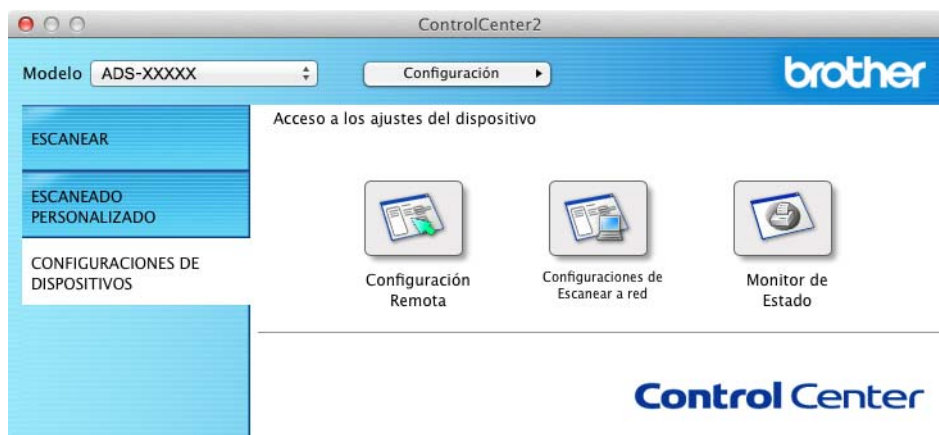 ControlCenter2
Modelo ADS-XXXXX Configuración brother
ESCANEAR
ESCANEADO
PERSONALIZADO
CONFIGURACIONES DE
DISPOSITIVOS
Acceso a los ajustes del dispositivo
Configuración
Remota
Configuraciones de
Escanear a red
Monitor de
Estado
Control Center